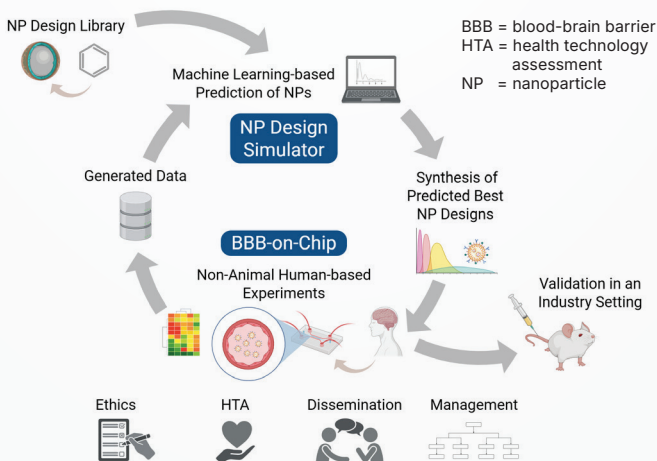 NP Design Library
BBB = blood-brain barrier
HTA = health technology
assessment
NP = nanoparticle
Machine Learning-based
Prediction of NPs
NP Design
Simulator
Generated Data
Synthesis of
Predicted Best
NP Designs
BBB-on-Chip
Non-Animal Human-based
Experiments
Validation in an
Industry Setting
Ethics
HTA
Dissemination
Management